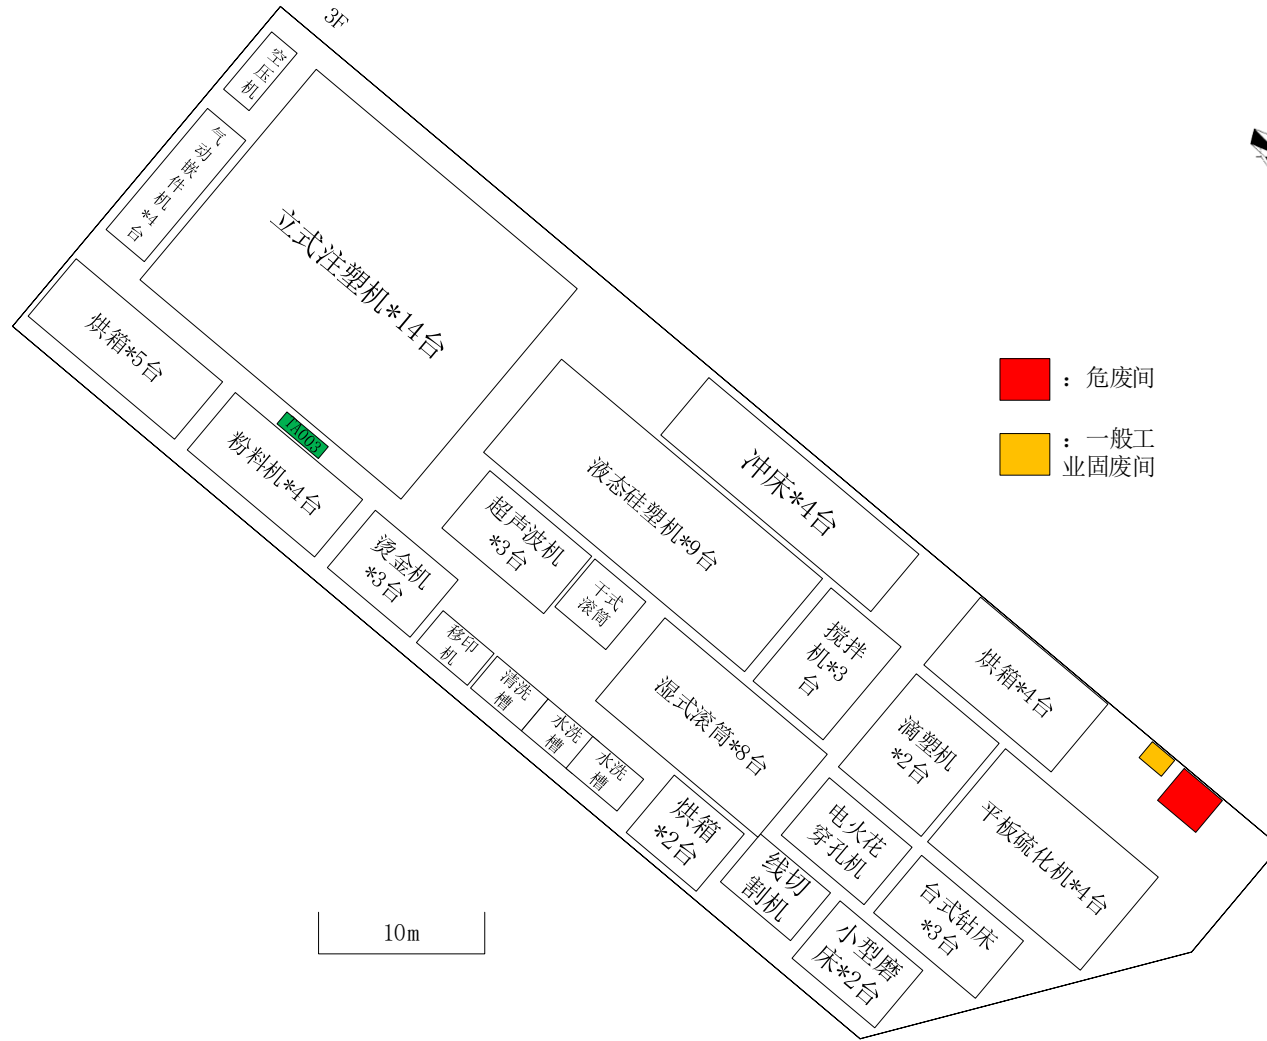 3F
空压机
气动嵌件机*4台
立式注塑机*14台
烘箱*5台
TA003
粉料机*4台
烫金机
*3台
移印
机
清洗
槽
水洗
槽
水洗
槽
超声波机
*3台
干式
滚筒
液态硅塑机*9台
冲床*4台
搅拌
机*3
台
湿式滚筒*8台
烘箱
*2台
烘箱*4台
滴塑机
*2台
平板硫化机*4台
电火花
穿孔机
线切
割机
台式钻床
*3台
小型磨
床*2台
：危废间
：一般工
业固废间
10m